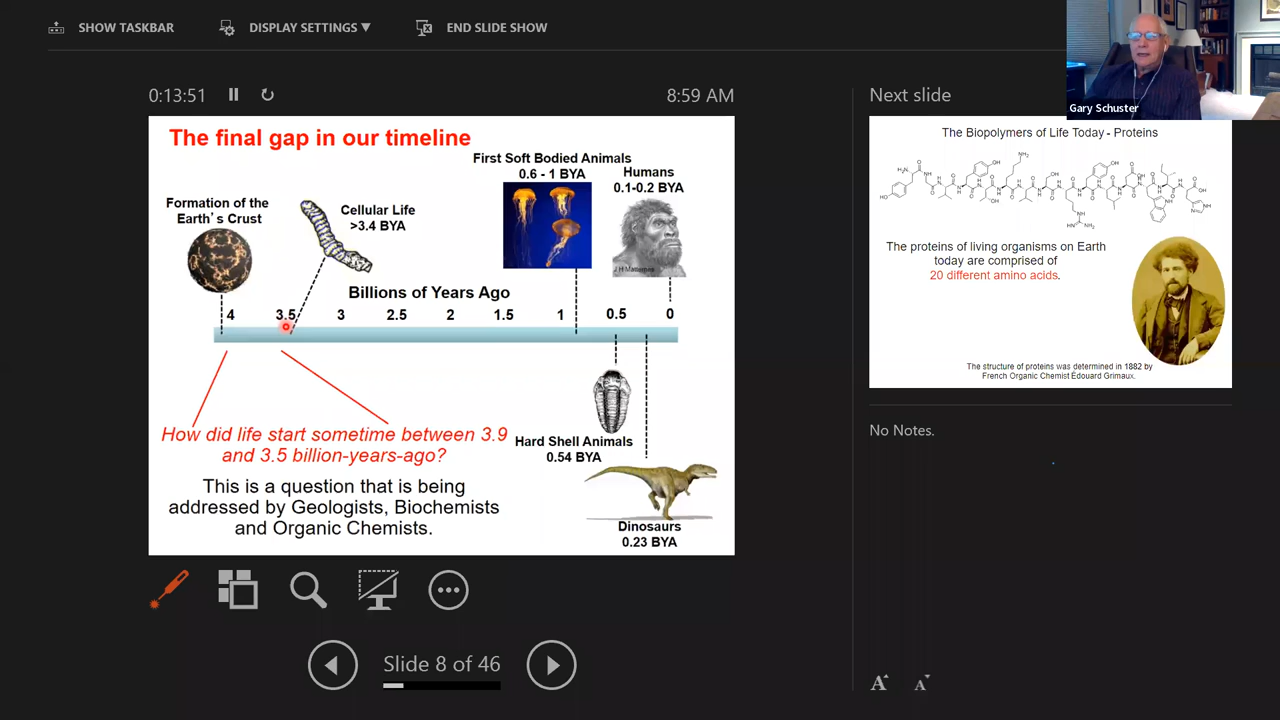 SHOW TASKBAR
DISPLAY SETTINGS ▼
END SLIDE SHOW
Gary Schuster
0:13:51
8:59 AM
The final gap in our timeline
First Soft Bodied Animals
0.6 - 1 BYA
Humans
0.1-0.2 BYA
Formation of the
Earth's Crust
Cellular Life
>3.4 BYA
J H Matternes
Billions of Years Ago
4 3.5 3 2.5 2 1.5 1 0.5 0
How did life start sometime between 3.9
and 3.5 billion-years-ago?
Hard Shell Animals
0.54 BYA
This is a question that is being
addressed by Geologists, Biochemists
and Organic Chemists.
Dinosaurs
0.23 BYA
Slide 8 of 46
Next slide
The Biopolymers of Life Today - Proteins
The proteins of living organisms on Earth
today are comprised of
20 different amino acids.
The structure of proteins was determined in 1882 by
French Organic Chemist Édouard Grimaux.
No Notes.
A A